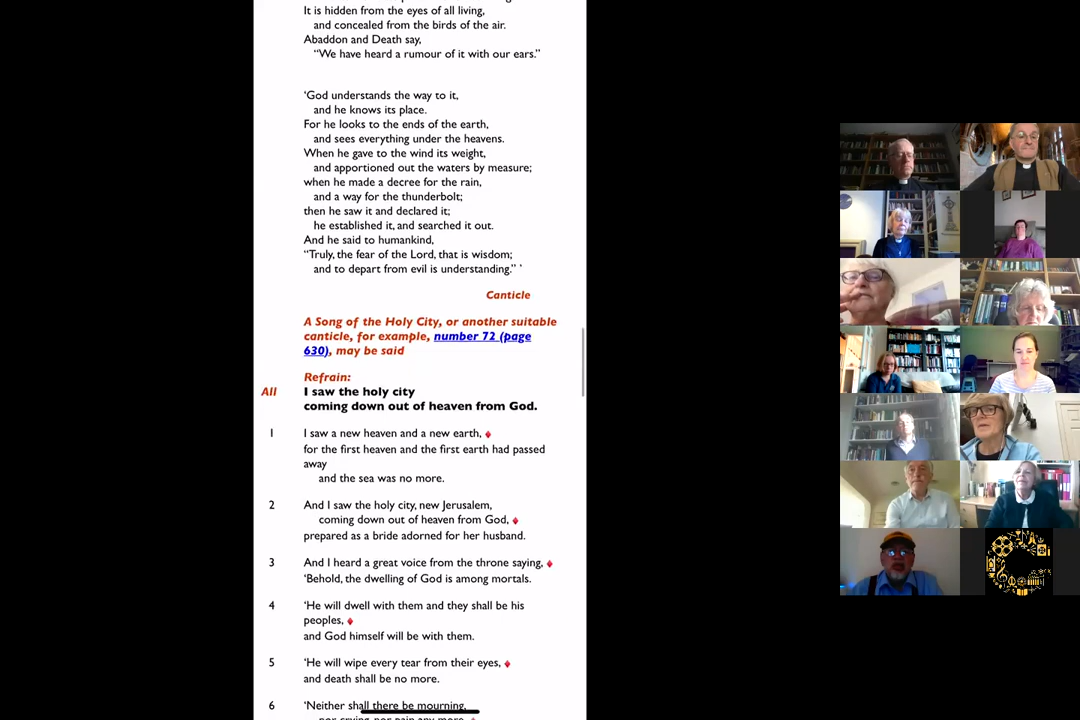 It is hidden from the eyes of all living,
and concealed from the birds of the air.
Abaddon and Death say,
“We have heard a rumour of it with our ears.”
‘God understands the way to it,
and he knows its place.
For he looks to the ends of the earth,
and sees everything under the heavens.
When he gave to the wind its weight,
and apportioned out the waters by measure;
when he made a decree for the rain,
and a way for the thunderbolt;
then he saw it and declared it;
he established it, and searched it out.
And he said to humankind,
“Truly, the fear of the Lord, that is wisdom;
and to depart from evil is understanding.” ’
Canticle
A Song of the Holy City, or another suitable
canticle, for example, number 72 (page
630), may be said
Refrain:
All I saw the holy city
coming down out of heaven from God.
1 I saw a new heaven and a new earth, ♦
for the first heaven and the first earth had passed
away
and the sea was no more.
2 And I saw the holy city, new Jerusalem,
coming down out of heaven from God, ♦
prepared as a bride adorned for her husband.
3 And I heard a great voice from the throne saying, ♦
‘Behold, the dwelling of God is among mortals.
4 ‘He will dwell with them and they shall be his
peoples, ♦
and God himself will be with them.
5 ‘He will wipe every tear from their eyes, ♦
and death shall be no more.
6 ‘Neither shall there be mourning,
nor crying, nor pain any more, ♦